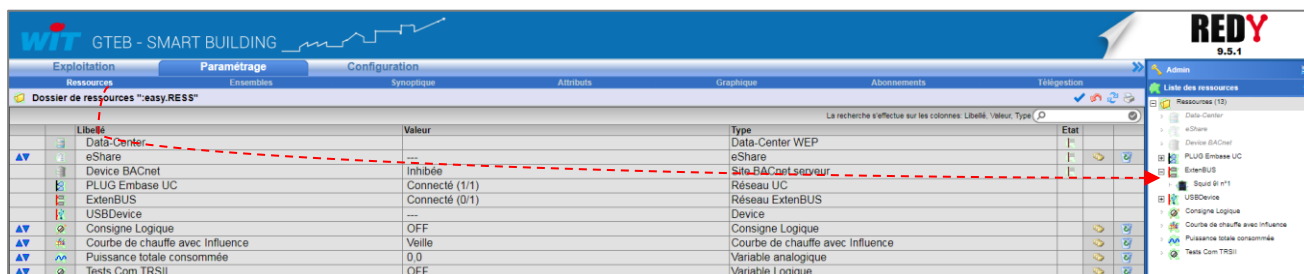 WIT GTEB - SMART BUILDING
REDY
9.5.1
Exploitation Paramétrage Configuration
Admin
Ressources Ensembles Synoptique Attributs Graphique Abonnements Télégestion
Liste des ressources
Dossier de ressources ":easy.RESS"
Ressources (13)
La recherche s'effectue sur les colonnes: Libellé, Valeur, Type
Data-Center
eShare
Device BACnet
PLUG Embase UC
ExtenBUS
Squid 6I n°1
USBDevice
Consigne Logique
Courbe de chauffe avec Influence
Puissance totale consommée
Tests Com TRSII
Libellé Valeur Type Etat
Data-Center Data-Center WEP
eShare --- eShare
Device BACnet Inhibée Site BACnet serveur
PLUG Embase UC Connecté (1/1) Réseau UC
ExtenBUS Connecté (0/1) Réseau ExtenBUS
USBDevice --- Device
Consigne Logique OFF Consigne Logique
Courbe de chauffe avec Influence Veille Courbe de chauffe avec Influence
Puissance totale consommée 0,0 Variable analogique
Tests Com TRSII OFF Variable Logique